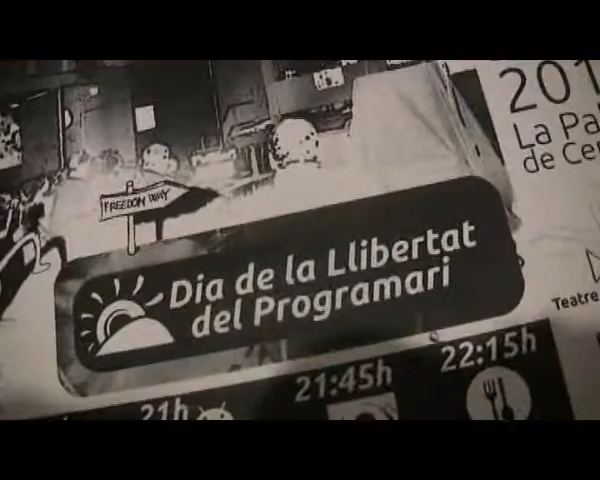 201
La Pa
de Ce
FREEDOM WAY
Dia de la Llibertat
del Programari
Teatre
21h
21:45h
22:15h